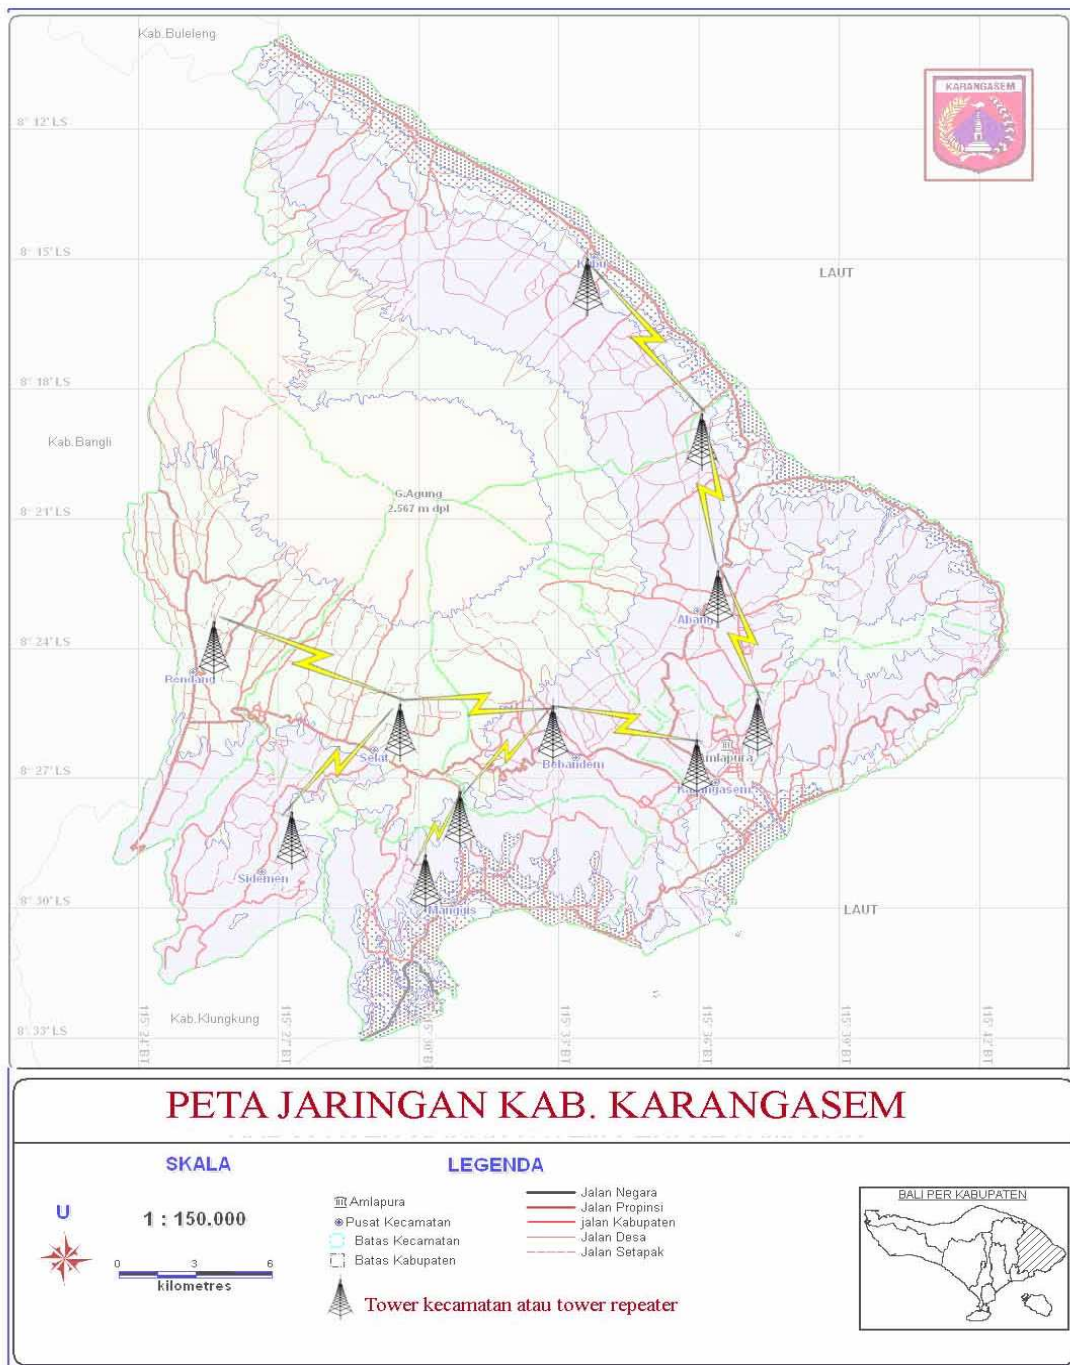 Kab.Buleleng
KARANGASEM
8° 12' LS
8° 15' LS
Kubu
LAUT
8° 18' LS
Kab.Bangli
G.Agung
2.567 m dpl
8° 21' LS
Abang
8° 24' LS
Rendang
Selat
Bebandem
Amlapura
8° 27' LS
Karangasem
Sidemen
8° 30' LS
Manggis
LAUT
Kab.Klungkung
8° 33' LS
115° 24' BT
115° 27' BT
115° 30' BT
115° 33' BT
115° 36' BT
115° 39' BT
115° 42' BT
PETA JARINGAN KAB. KARANGASEM
SKALA
LEGENDA
U
1 : 150.000
0 3 6
kilometres
Amlapura
Pusat Kecamatan
Batas Kecamatan
Batas Kabupaten
Jalan Negara
Jalan Propinsi
jalan Kabupaten
Jalan Desa
Jalan Setapak
Tower kecamatan atau tower repeater
BALI PER KABUPATEN